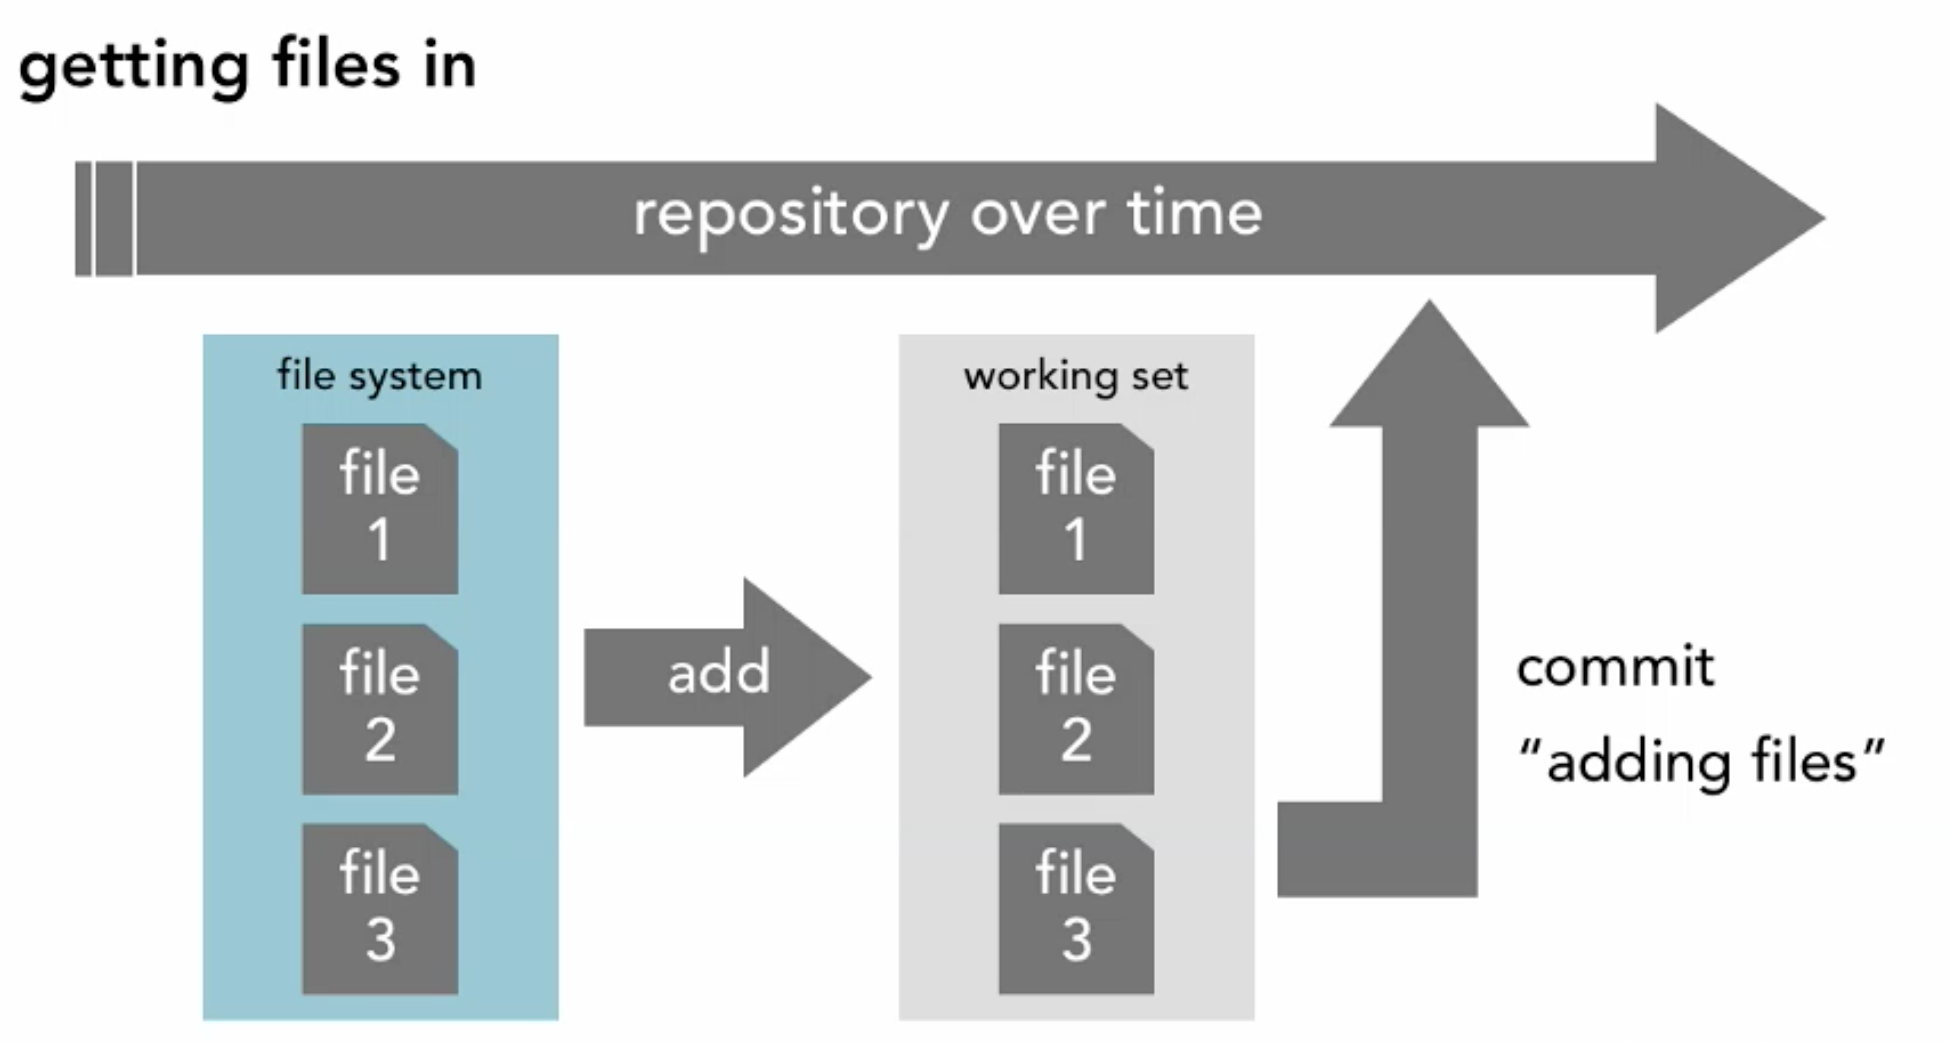 getting files in
repository over time
file system
file
1
file
2
file
3
add
working set
file
1
file
2
file
3
commit
“adding files”